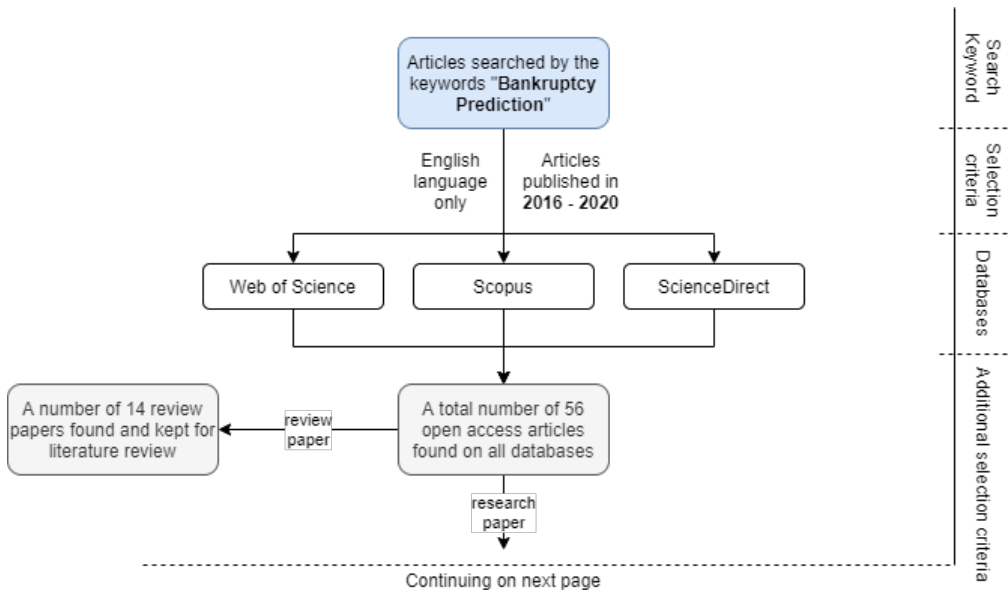 Articles searched by the
keywords "Bankruptcy
Prediction"
Search
Keyword
English
language
only
Articles
published in
2016 - 2020
Selection
criteria
Web of Science
Scopus
ScienceDirect
Databases
A number of 14 review
papers found and kept for
literature review
review
paper
A total number of 56
open access articles
found on all databases
research
paper
Additional selection criteria
Continuing on next page